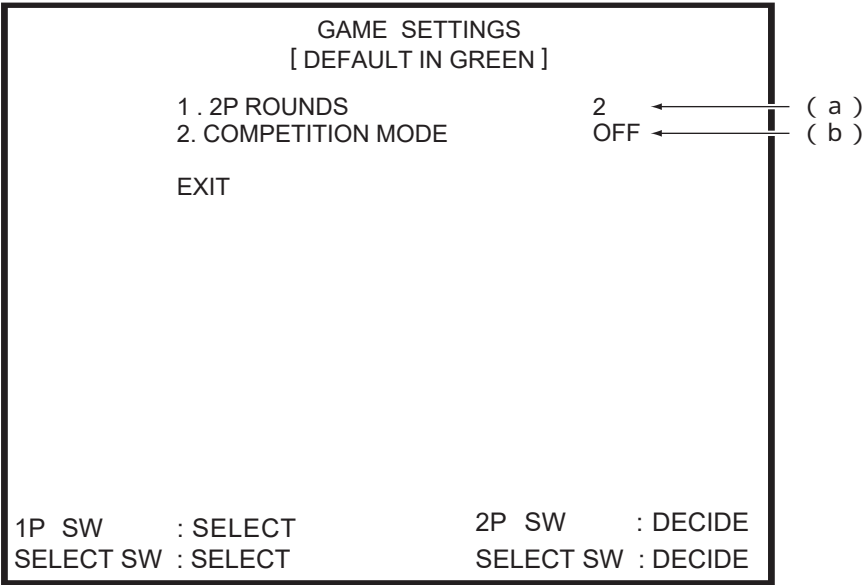 GAME SETTINGS
[ DEFAULT IN GREEN ]
1 . 2P ROUNDS 2 ( a )
2. COMPETITION MODE OFF ( b )
EXIT
1P SW : SELECT 2P SW : DECIDE
SELECT SW : SELECT SELECT SW : DECIDE